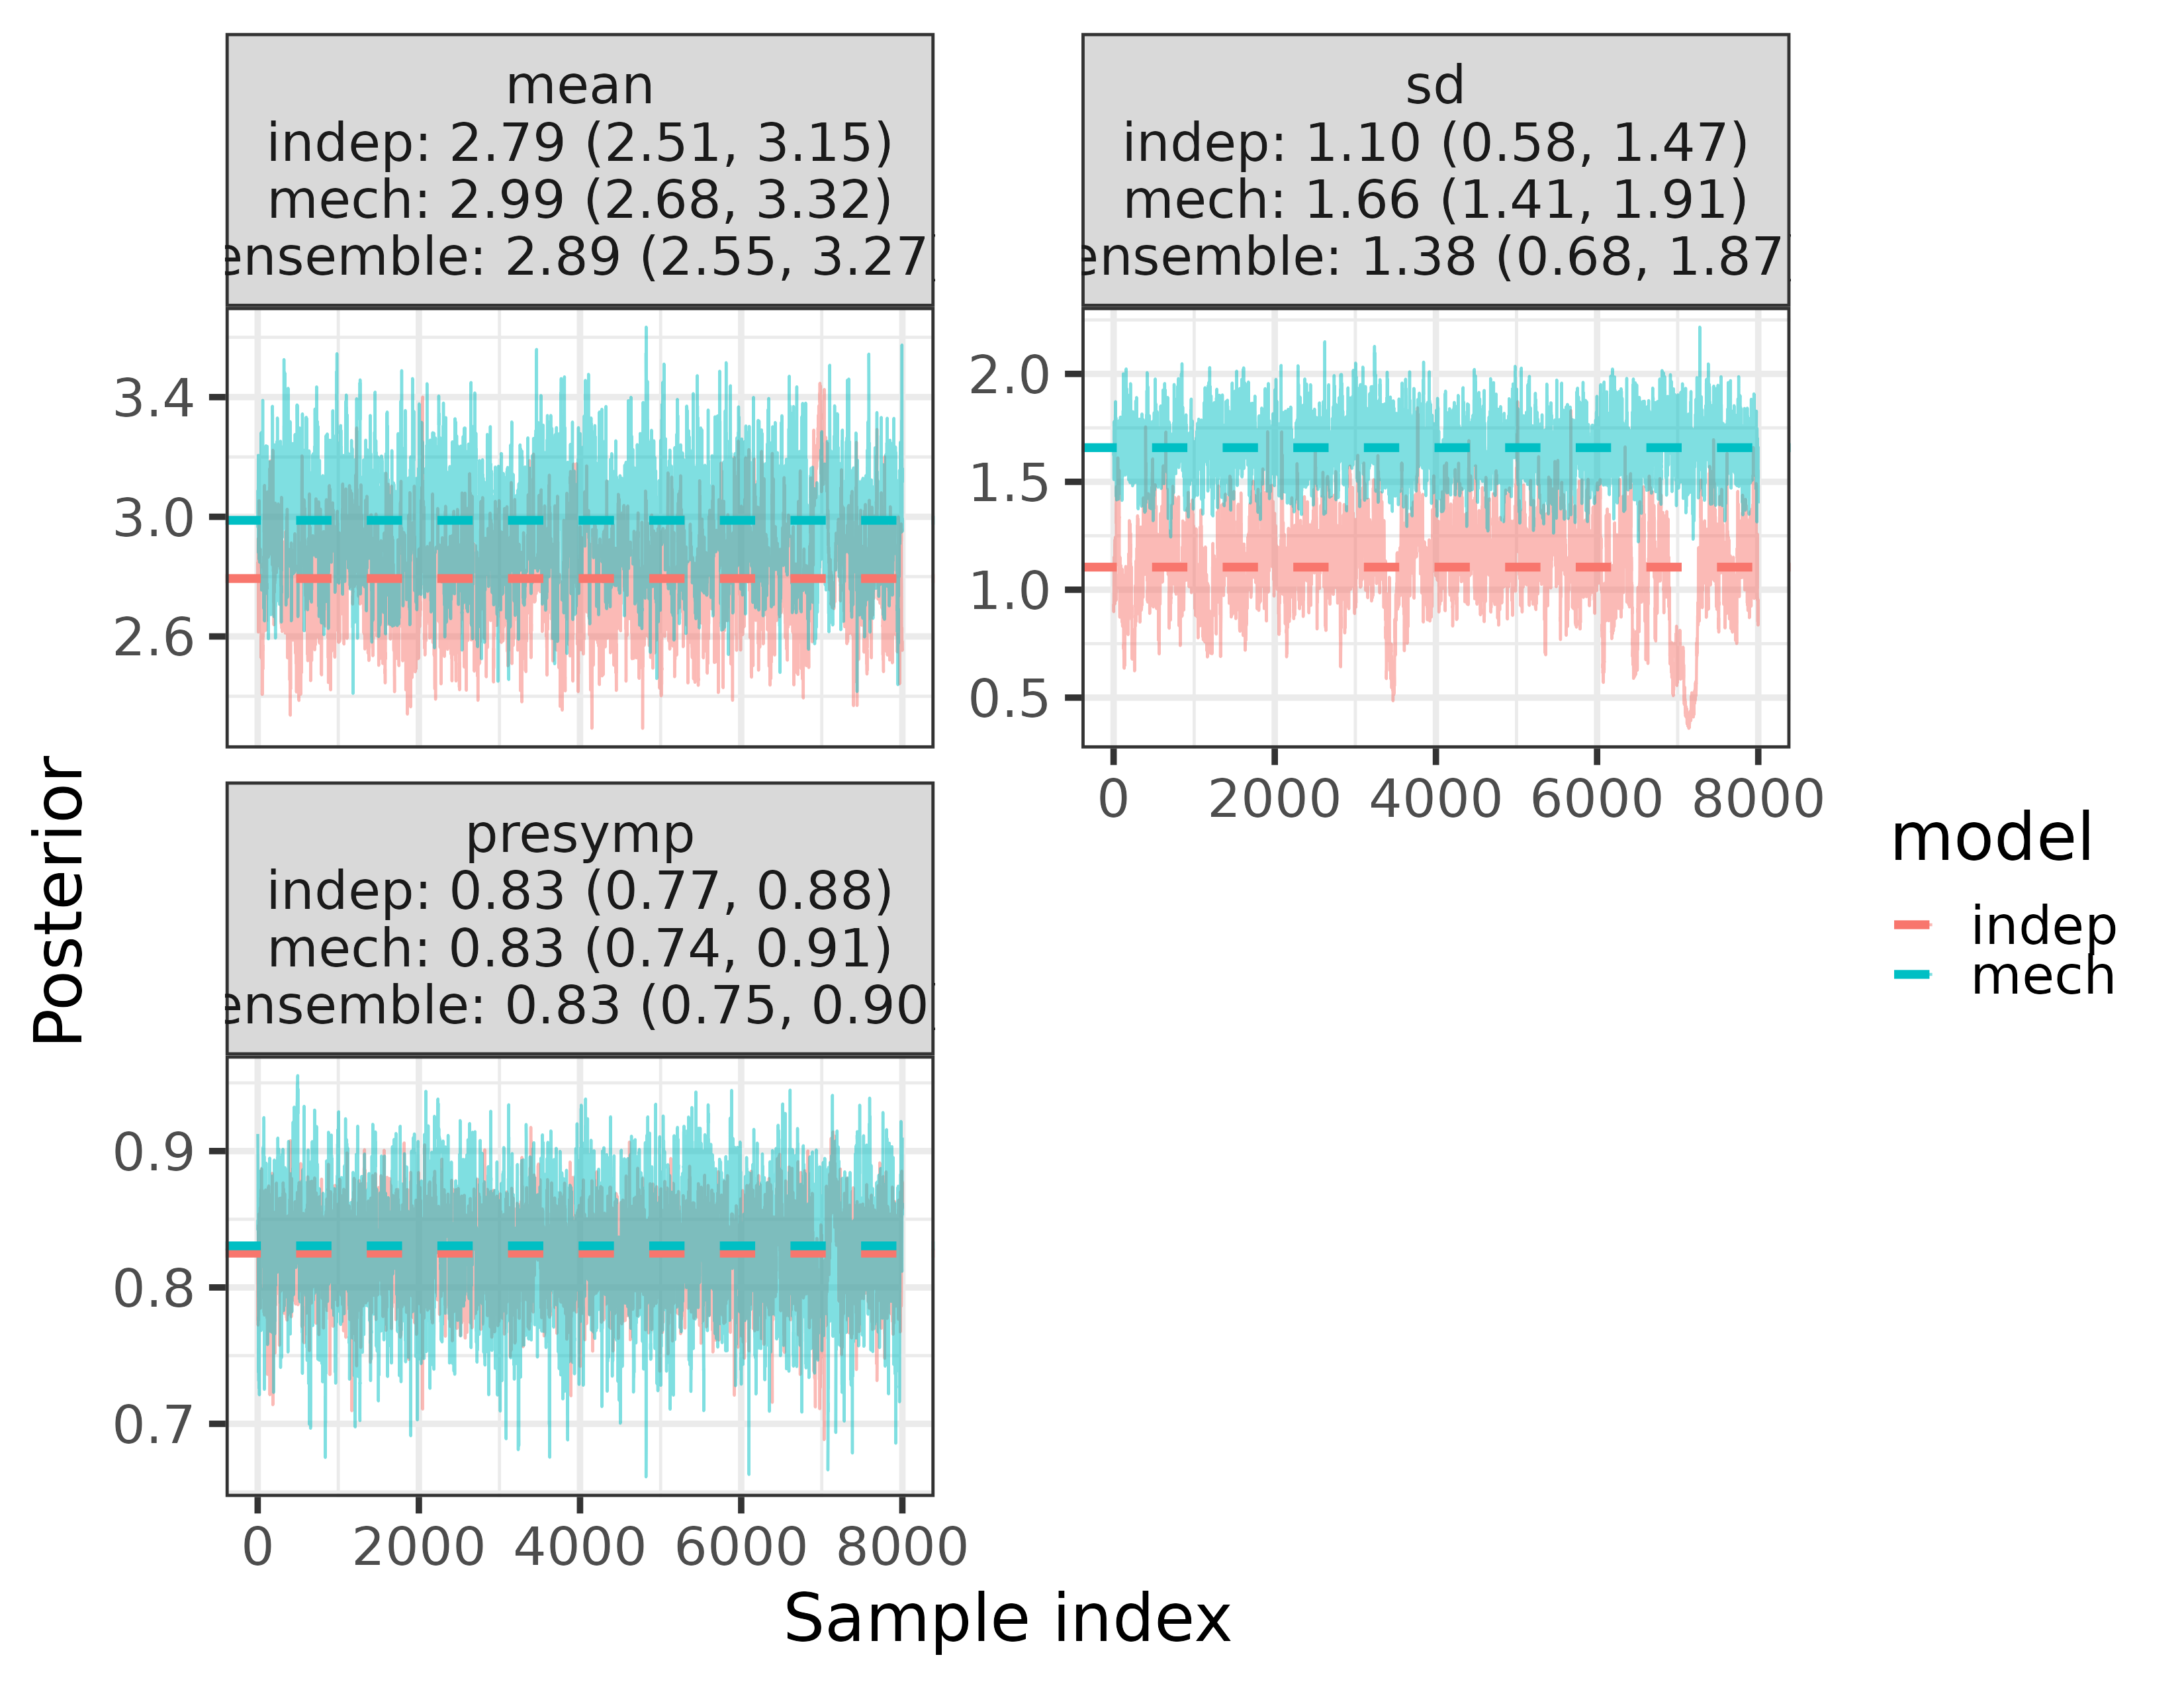 mean
indep: 2.79 (2.51, 3.15)
mech: 2.99 (2.68, 3.32)
ensemble: 2.89 (2.55, 3.27
3.4
3.0
2.6
sd
indep: 1.10 (0.58, 1.47)
mech: 1.66 (1.41, 1.91)
ensemble: 1.38 (0.68, 1.87
2.0
1.5
1.0
0.5
0 2000 4000 6000 8000
presymp
indep: 0.83 (0.77, 0.88)
mech: 0.83 (0.74, 0.91)
ensemble: 0.83 (0.75, 0.90
0.9
0.8
0.7
0 2000 4000 6000 8000
Posterior
Sample index
model
indep
mech